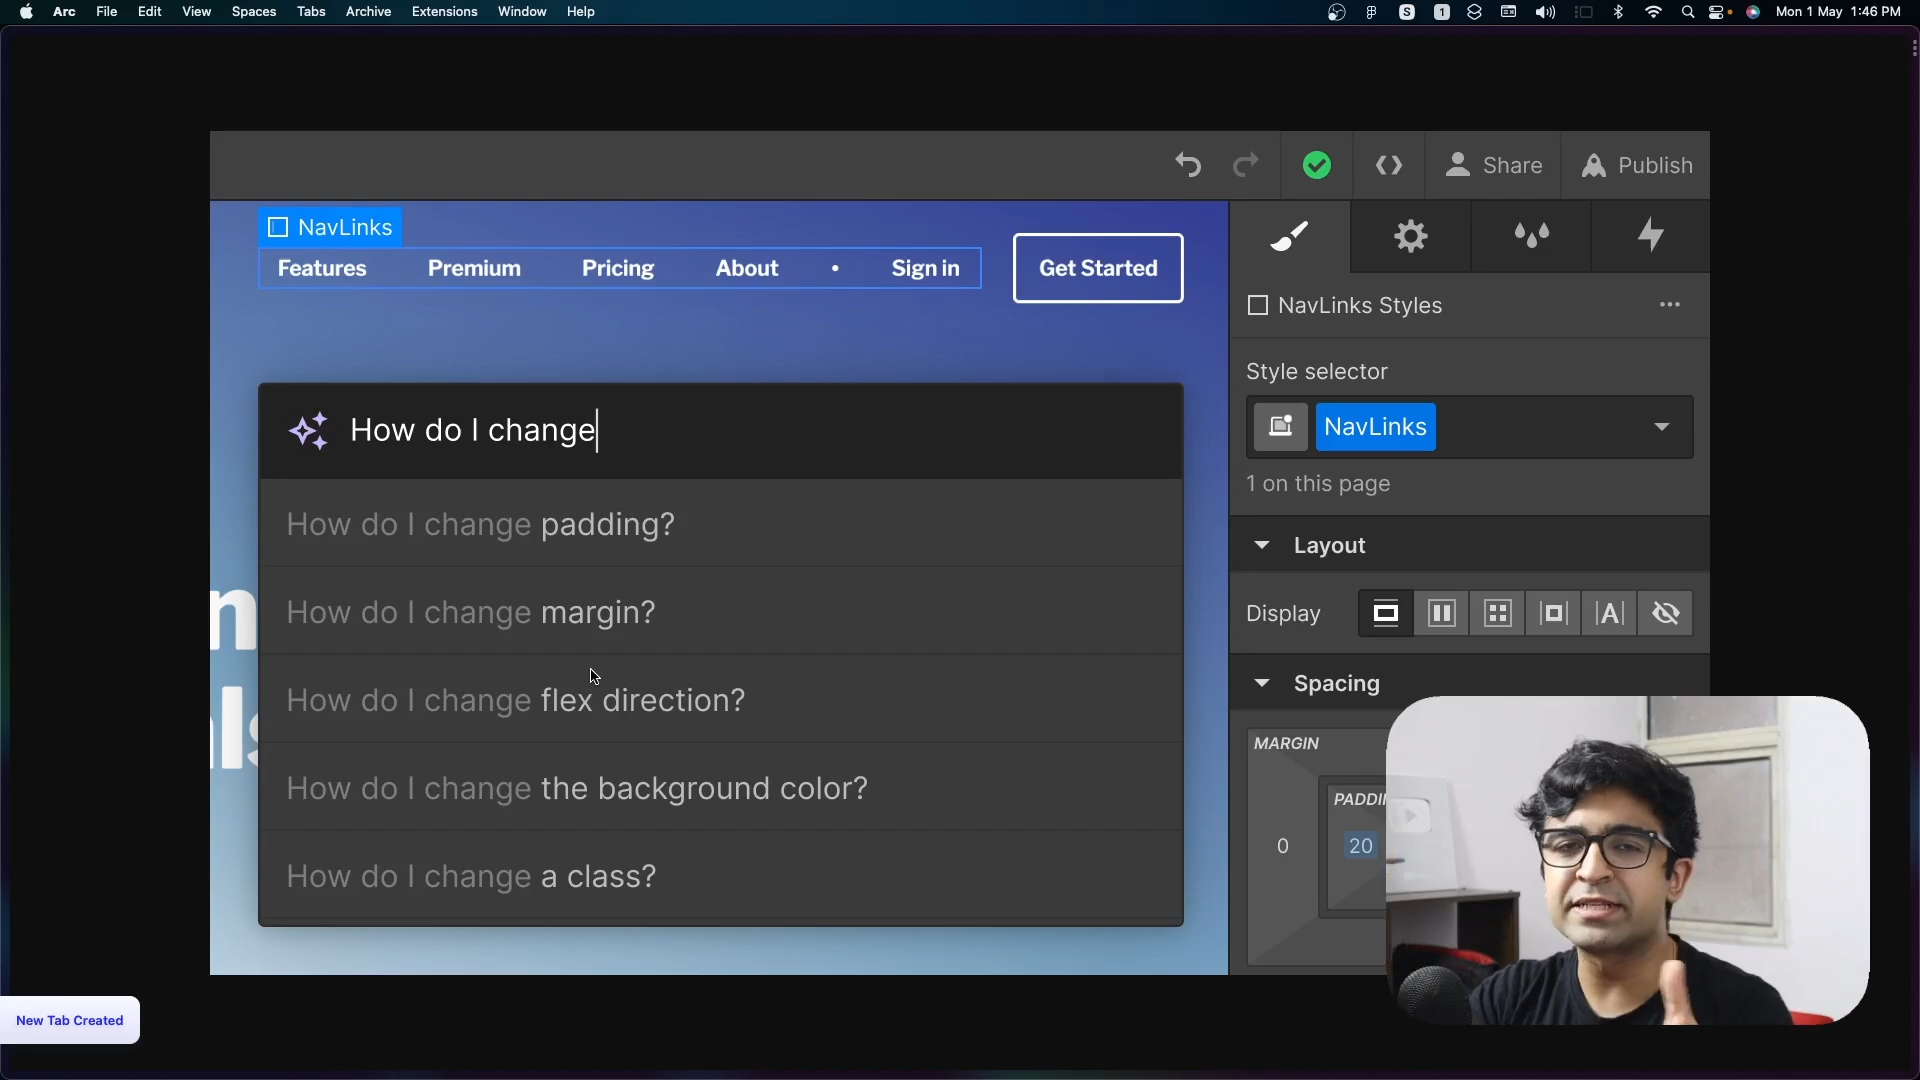 Arc File Edit View Spaces Tabs Archive Extensions Window Help
S 1 Mon 1 May 1:46 PM
Share Publish
NavLinks
Features Premium Pricing About • Sign in Get Started
NavLinks Styles
Style selector
NavLinks
1 on this page
How do I change
How do I change padding?
How do I change margin?
How do I change flex direction?
How do I change the background color?
How do I change a class?
Layout
Display
A
Spacing
MARGIN
PADDI
0 20
New Tab Created